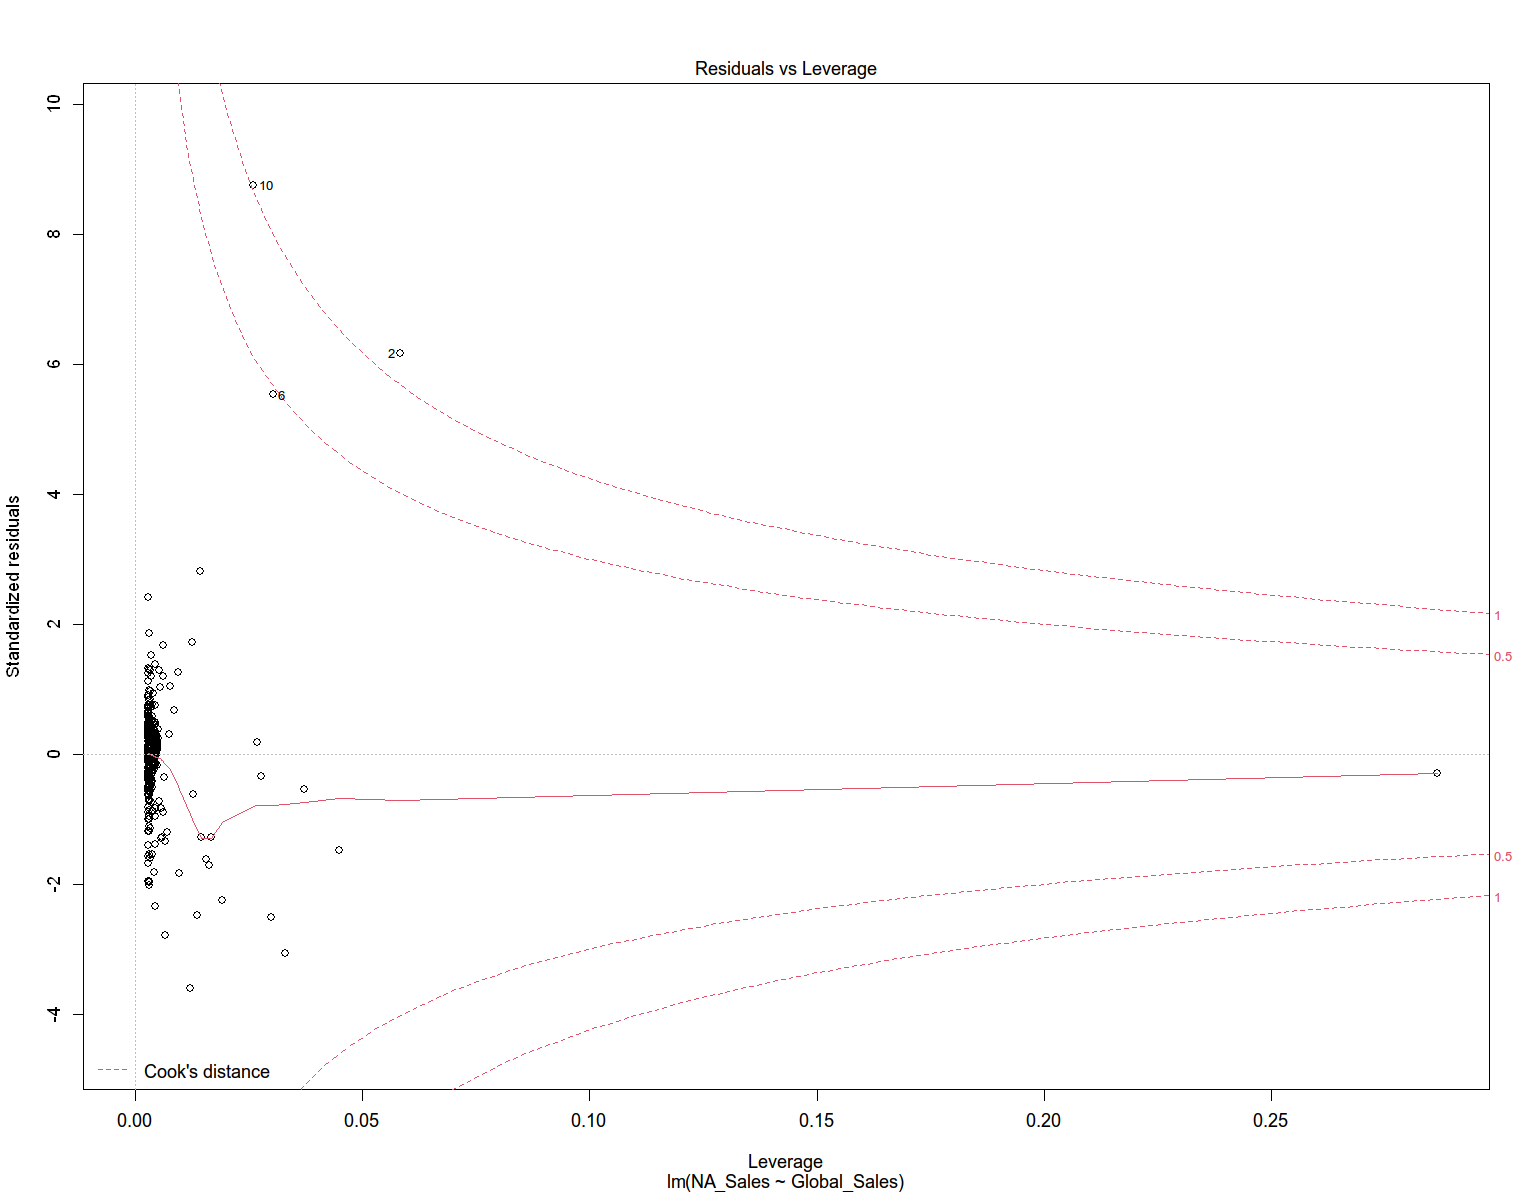 Residuals vs Leverage
Standardized residuals
10
8
6
4
2
0
-2
-4
10
2
6
1
0.5
0.5
1
Cook's distance
0.00 0.05 0.10 0.15 0.20 0.25
Leverage
lm(NA_Sales ~ Global_Sales)